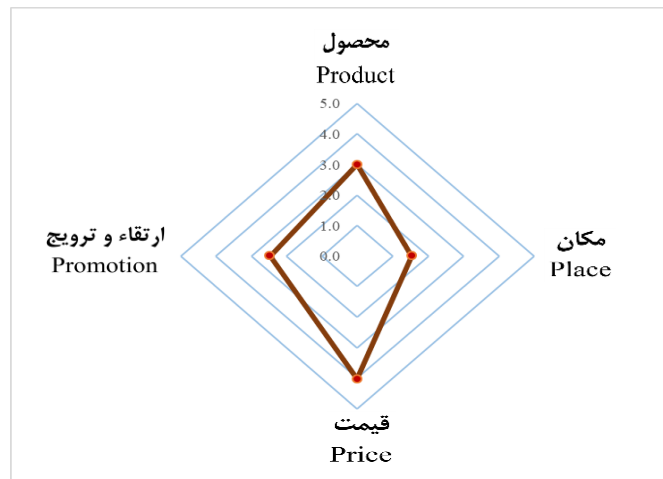 محصول
Product
5.0
4.0
3.0
2.0
1.0
0.0
ارتقاء و ترویج
Promotion
مکان
Place
قیمت
Price